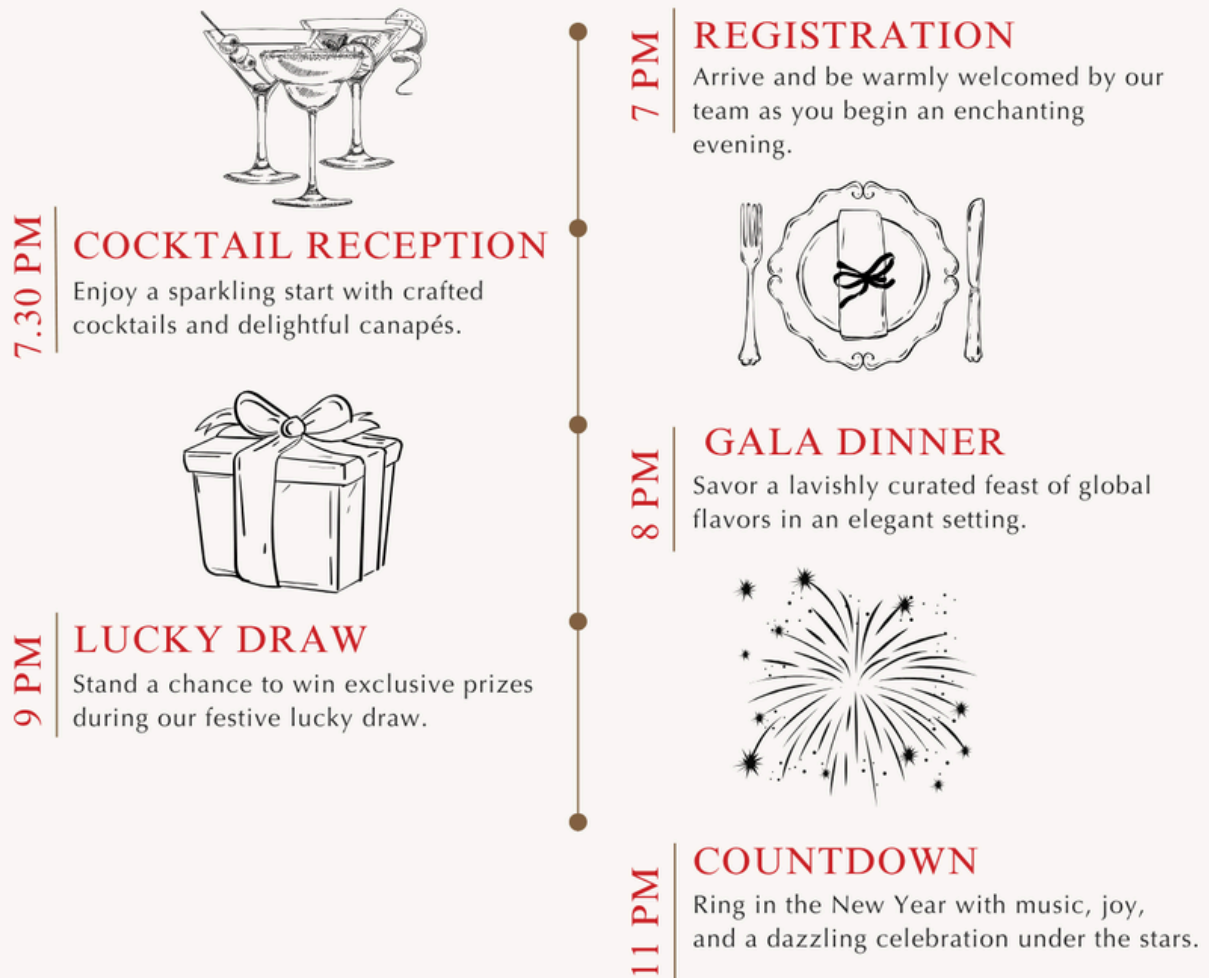 7 PM
REGISTRATION
Arrive and be warmly welcomed by our
team as you begin an enchanting
evening.
7.30 PM
COCKTAIL RECEPTION
Enjoy a sparkling start with crafted
cocktails and delightful canapés.
8 PM
GALA DINNER
Savor a lavishly curated feast of global
flavors in an elegant setting.
9 PM
LUCKY DRAW
Stand a chance to win exclusive prizes
during our festive lucky draw.
11 PM
COUNTDOWN
Ring in the New Year with music, joy,
and a dazzling celebration under the stars.